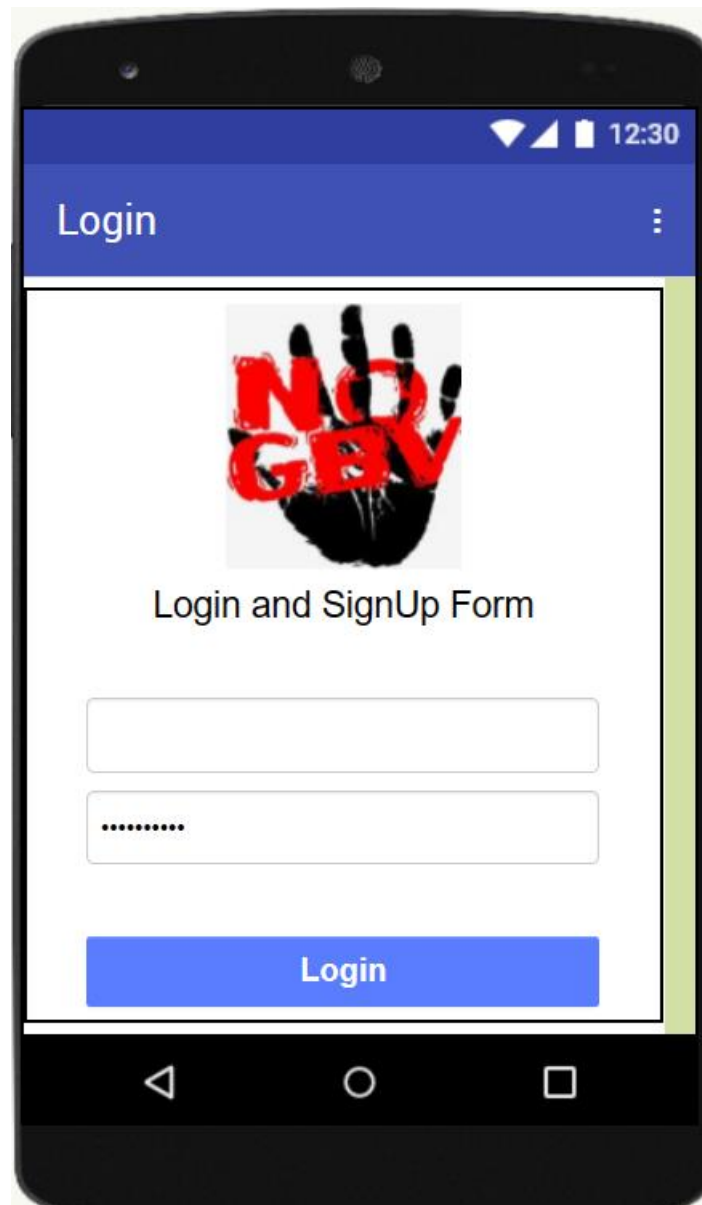 12:30
Login
NO
GBV
Login and SignUp Form
••••••••••
Login